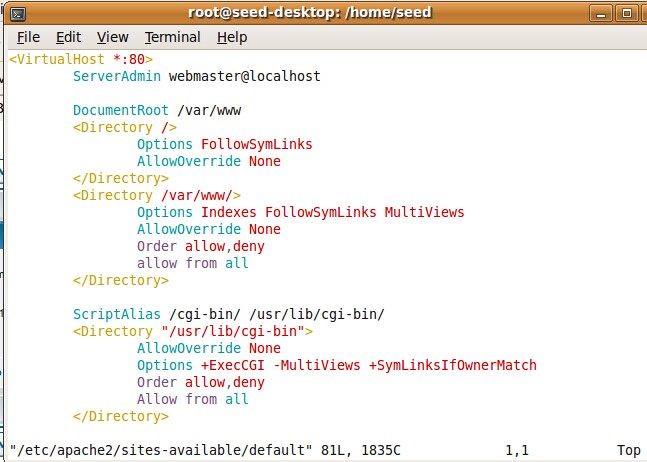 root@seed-desktop: /home/seed
File Edit View Terminal Help
<VirtualHost *:80>
        ServerAdmin webmaster@localhost

        DocumentRoot /var/www
        <Directory />
                Options FollowSymLinks
                AllowOverride None
        </Directory>
        <Directory /var/www/>
                Options Indexes FollowSymLinks MultiViews
                AllowOverride None
                Order allow,deny
                allow from all
        </Directory>

        ScriptAlias /cgi-bin/ /usr/lib/cgi-bin/
        <Directory "/usr/lib/cgi-bin">
                AllowOverride None
                Options +ExecCGI -MultiViews +SymLinksIfOwnerMatch
                Order allow,deny
                Allow from all
        </Directory>

"/etc/apache2/sites-available/default" 81L, 1835C 1,1 Top